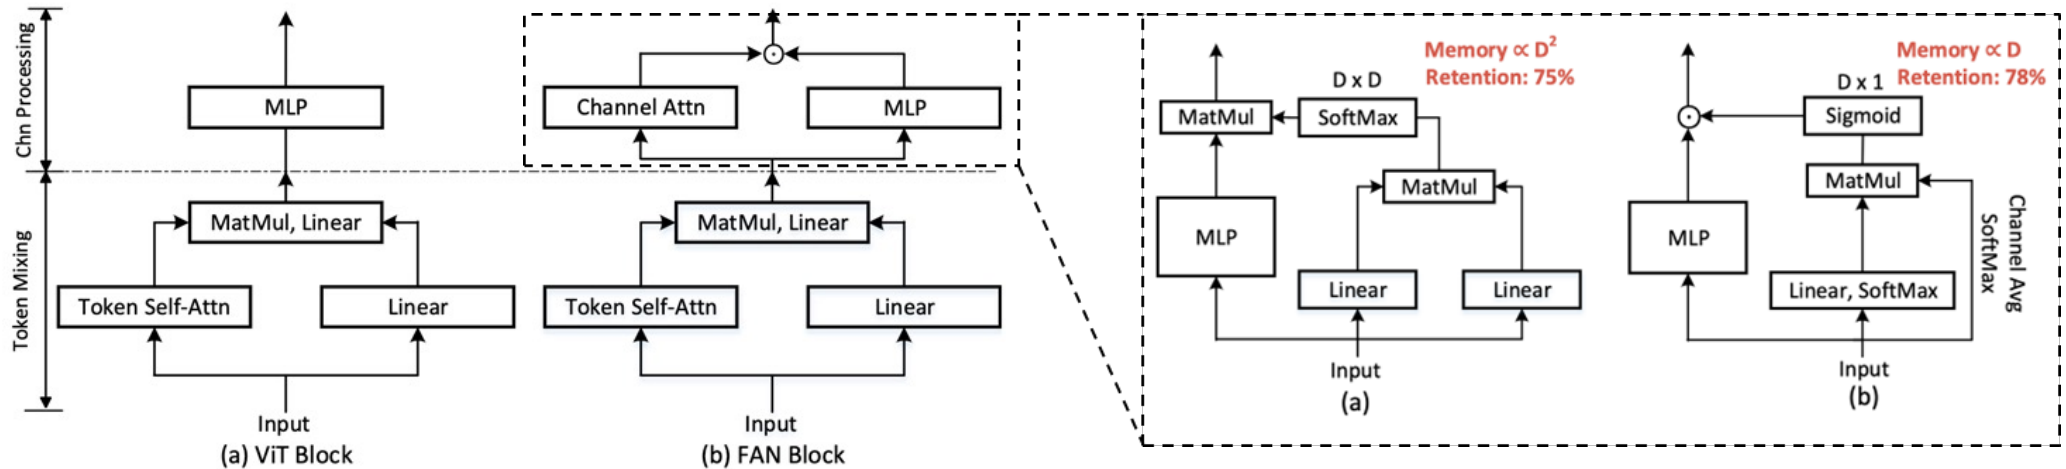 Chn Processing
Token Mixing
MLP
MatMul, Linear
Token Self-Attn
Linear
Input
(a) ViT Block
Channel Attn
MLP
MatMul, Linear
Token Self-Attn
Linear
Input
(b) FAN Block
Memory ∝ D²
Retention: 75%
D x D
MatMul
SoftMax
MatMul
MLP
Linear
Linear
Input
(a)
Memory ∝ D
Retention: 78%
D x 1
Sigmoid
MatMul
MLP
Linear, SoftMax
Channel Avg
SoftMax
Input
(b)